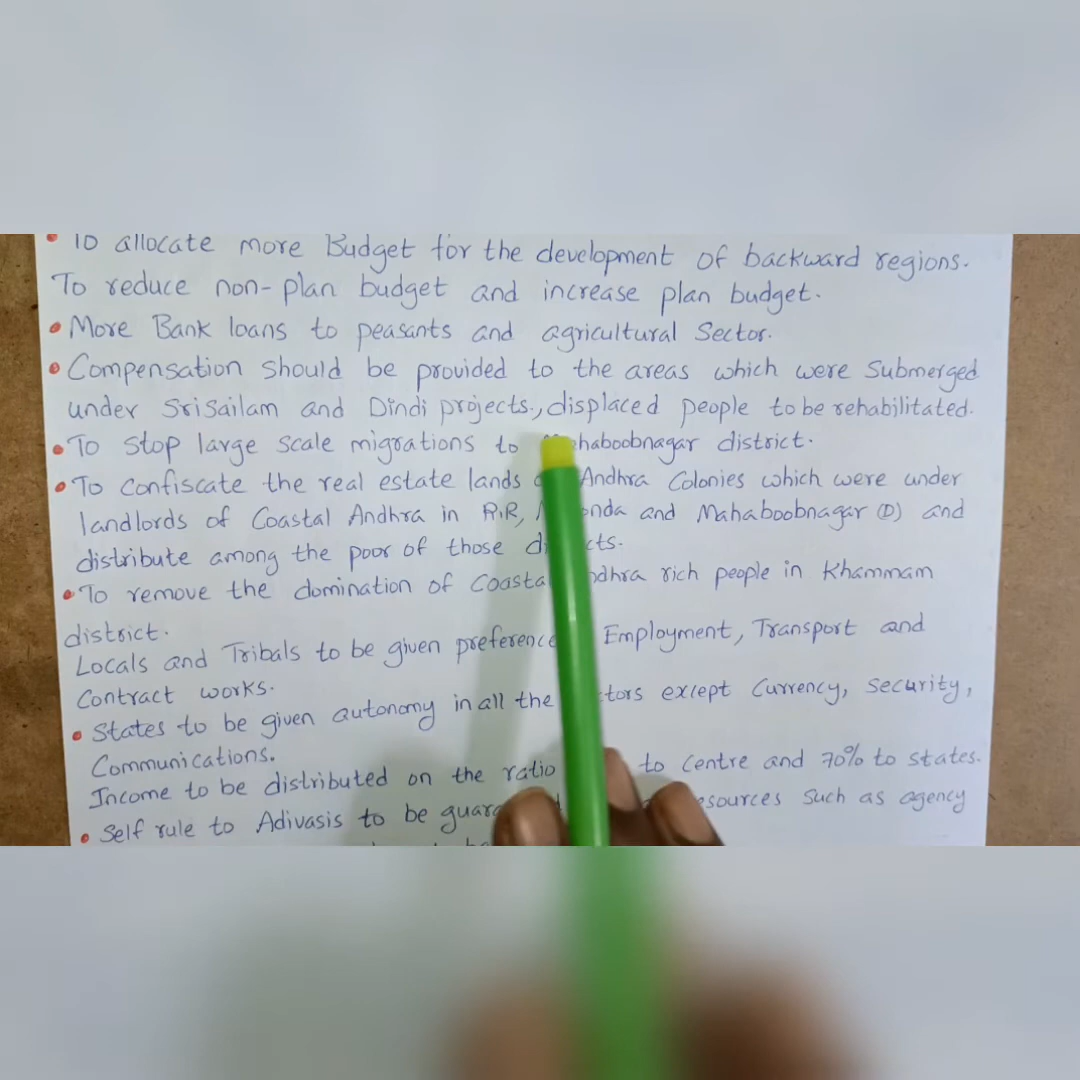 To allocate more Budget for the development of backward regions.
To reduce non-plan budget and increase plan budget.
• More Bank loans to peasants and agricultural Sector.
• Compensation should be provided to the areas which were Submerged
under Srisailam and Dindi projects., displaced people to be rehabilitated.
• To stop large scale migrations to haboobnagar district.
• To confiscate the real estate lands Andhra Colonies which were under
landlords of Coastal Andhra in R.R, and Mahaboobnagar (D) and
distribute among the poor of those
• To remove the domination of Coasta ndhra rich people in Khammam
district.
Locals and Tribals to be given preference Employment, Transport and
Contract works.
• States to be given autonomy in all the except Currency, Security,
Communications.
Income to be distributed on the ratio to centre and 70% to states.
• Self rule to Adivasis to be such as agency